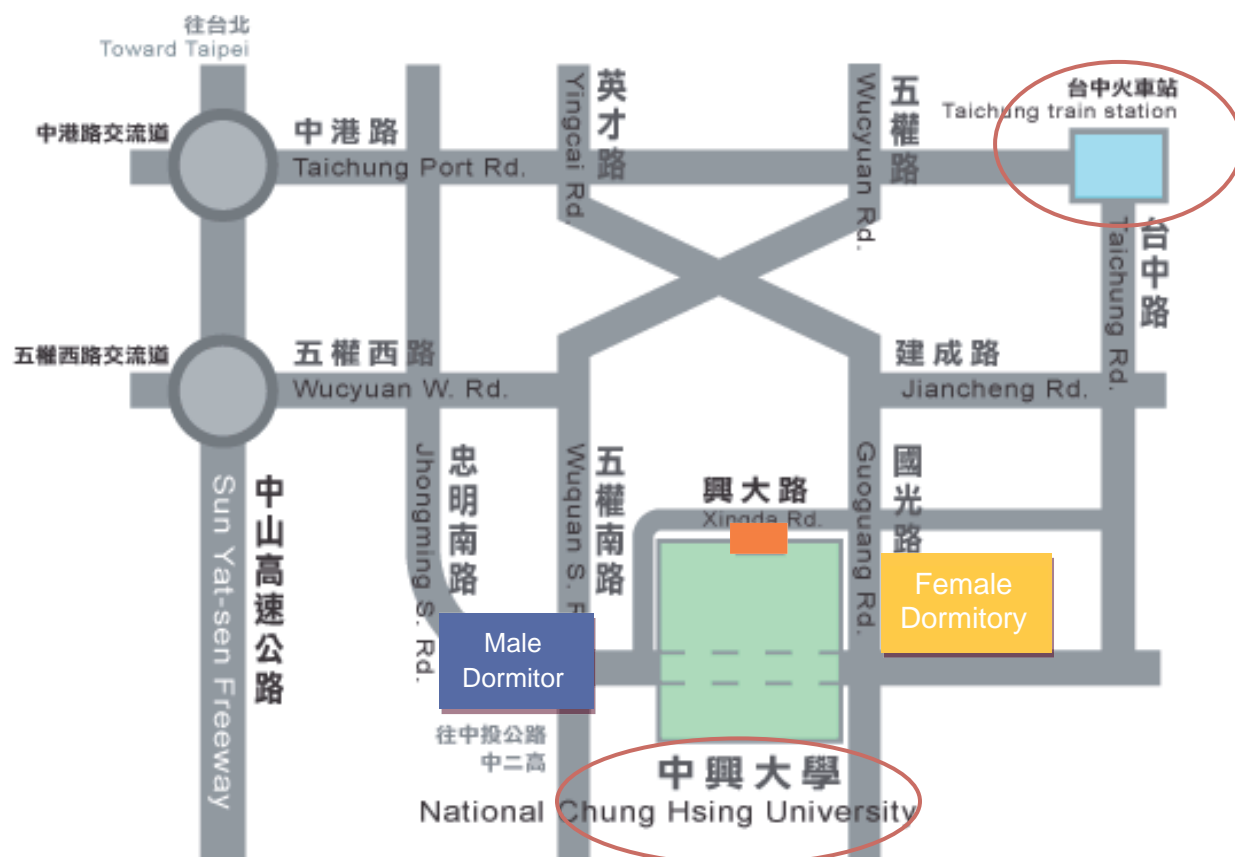 往台北
Toward Taipei
中港路交流道
中港路
Taichung Port Rd.
英才路
Yingcai Rd.
五權路
Wucyuan Rd.
台中火車站
Taichung train station
台中路
Taichung Rd.
五權西路交流道
五權西路
Wucyuan W. Rd.
建成路
Jiancheng Rd.
中山高速公路
Sun Yat-sen Freeway
忠明南路
Jhongming S. Rd.
五權南路
Wuquan S. R
興大路
Xingda Rd.
國光路
Guoguang Rd.
Female
Dormitory
Male
Dormitor
往中投公路
中二高
中興大學
National Chung Hsing University